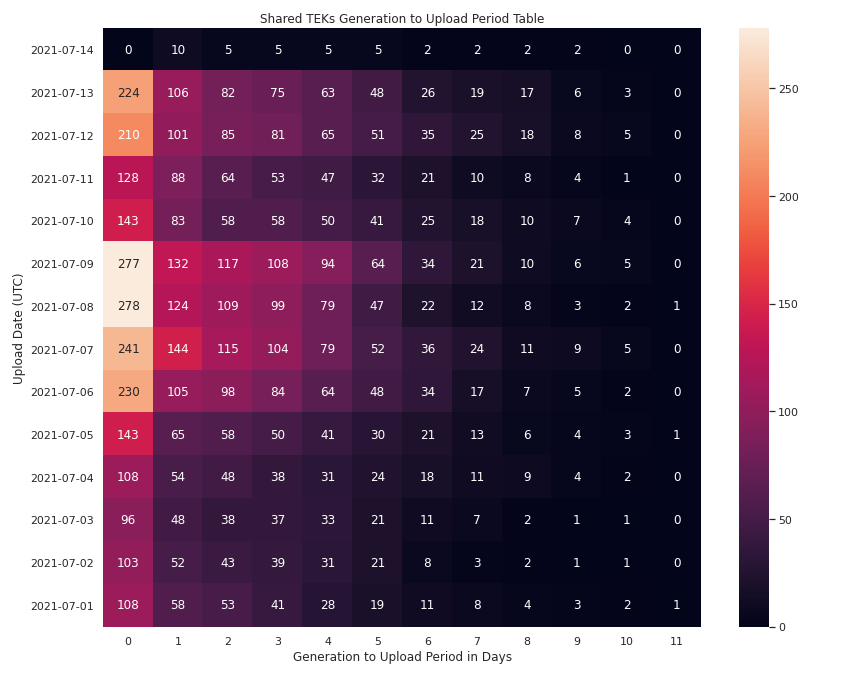 Shared TEKs Generation to Upload Period Table
Upload Date (UTC)
2021-07-14 0 10 5 5 5 5 2 2 2 2 0 0
2021-07-13 224 106 82 75 63 48 26 19 17 6 3 0
2021-07-12 210 101 85 81 65 51 35 25 18 8 5 0
2021-07-11 128 88 64 53 47 32 21 10 8 4 1 0
2021-07-10 143 83 58 58 50 41 25 18 10 7 4 0
2021-07-09 277 132 117 108 94 64 34 21 10 6 5 0
2021-07-08 278 124 109 99 79 47 22 12 8 3 2 1
2021-07-07 241 144 115 104 79 52 36 24 11 9 5 0
2021-07-06 230 105 98 84 64 48 34 17 7 5 2 0
2021-07-05 143 65 58 50 41 30 21 13 6 4 3 1
2021-07-04 108 54 48 38 31 24 18 11 9 4 2 0
2021-07-03 96 48 38 37 33 21 11 7 2 1 1 0
2021-07-02 103 52 43 39 31 21 8 3 2 1 1 0
2021-07-01 108 58 53 41 28 19 11 8 4 3 2 1
0 1 2 3 4 5 6 7 8 9 10 11
Generation to Upload Period in Days
250
200
150
100
50
0